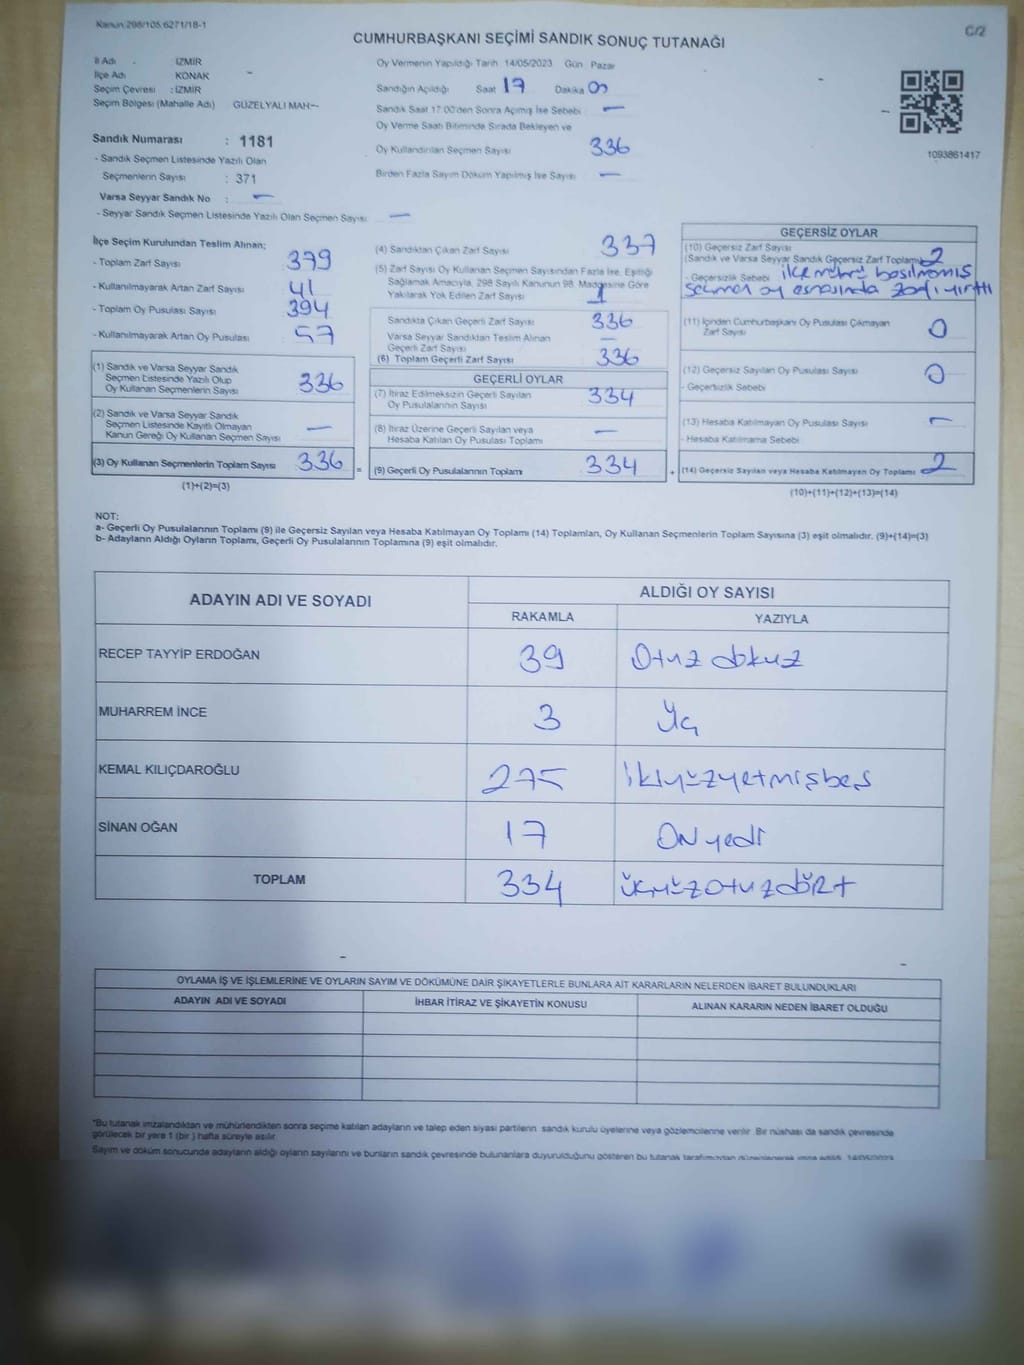 Kanun:298/105,6271/18-1
C/2
CUMHURBAŞKANI SEÇİMİ SANDIK SONUÇ TUTANAĞI
İl Adı : İZMİR
İlçe Adı KONAK
Seçim Çevresi : İZMİR
Seçim Bölgesi (Mahalle Adı) GÜZELYALI MAH
Sandık Numarası : 1181
- Sandık Seçmen Listesinde Yazılı Olan
Seçmenlerin Sayısı : 371
Varsa Seyyar Sandık No : —
- Seyyar Sandık Seçmen Listesinde Yazılı Olan Seçmen Sayısı: —
Oy Vermenin Yapıldığı Tarih 14/05/2023 Gün Pazar
Sandığın Açıldığı Saat 17 Dakika 00
Sandık Saat 17:00'den Sonra Açılmış İse Sebebi —
Oy Verme Saati Bitiminde Sırada Bekleyen ve
Oy Kullandırılan Seçmen Sayısı 336
Birden Fazla Sayım Döküm Yapılmış İse Sayısı —
1093861417
İlçe Seçim Kurulundan Teslim Alınan;
- Toplam Zarf Sayısı 379
- Kullanılmayarak Artan Zarf Sayısı 41
- Toplam Oy Pusulası Sayısı 394
- Kullanılmayarak Artan Oy Pusulası 57
(1) Sandık ve Varsa Seyyar Sandık
Seçmen Listesinde Yazılı Olup
Oy Kullanan Seçmenlerin Sayısı 336
(2) Sandık ve Varsa Seyyar Sandık
Seçmen Listesinde Kayıtlı Olmayan
Kanun Gereği Oy Kullanan Seçmen Sayısı —
(3) Oy Kullanan Seçmenlerin Toplam Sayısı 336 =
(1)+(2)=(3)
(4) Sandıktan Çıkan Zarf Sayısı 337
(5) Zarf Sayısı Oy Kullanan Seçmen Sayısından Fazla İse, Eşitliği
Sağlamak Amacıyla, 298 Sayılı Kanunun 98. Maddesine Göre
Yakılarak Yok Edilen Zarf Sayısı 1
Sandıkta Çıkan Geçerli Zarf Sayısı 336
Varsa Seyyar Sandıktan Teslim Alınan
Geçerli Zarf Sayısı —
(6) Toplam Geçerli Zarf Sayısı 336
GEÇERLİ OYLAR
(7) İtiraz Edilmeksizin Geçerli Sayılan
Oy Pusulalarının Sayısı 334
(8) İtiraz Üzerine Geçerli Sayılan veya
Hesaba Katılan Oy Pusulası Toplamı —
(9) Geçerli Oy Pusulalarının Toplamı 334 +
GEÇERSİZ OYLAR
(10) Geçersiz Zarf Sayısı
(Sandık ve Varsa Seyyar Sandık Geçersiz Zarf Toplamı) 2
- Geçersizlik Sebebi ilçe mührü basılmamış
seçmen oy esnasında zarfı yırttı
(11) İçinden Cumhurbaşkanı Oy Pusulası Çıkmayan
Zarf Sayısı 0
(12) Geçersiz Sayılan Oy Pusulası Sayısı 0
- Geçersizlik Sebebi
(13) Hesaba Katılmayan Oy Pusulası Sayısı —
- Hesaba Katılmama Sebebi
(14) Geçersiz Sayılan veya Hesaba Katılmayan Oy Toplamı 2
(10)+(11)+(12)+(13)=(14)
NOT:
a- Geçerli Oy Pusulalarının Toplamı (9) ile Geçersiz Sayılan veya Hesaba Katılmayan Oy Toplamı (14) Toplamları, Oy Kullanan Seçmenlerin Toplam Sayısına (3) eşit olmalıdır. (9)+(14)=(3)
b- Adayların Aldığı Oyların Toplamı, Geçerli Oy Pusulalarının Toplamına (9) eşit olmalıdır.
ADAYIN ADI VE SOYADI
ALDIĞI OY SAYISI
RAKAMLA YAZIYLA
RECEP TAYYİP ERDOĞAN 39 Otuz dokuz
MUHARREM İNCE 3 Üç
KEMAL KILIÇDAROĞLU 275 İkiyüzyetmişbeş
SİNAN OĞAN 17 ON yedi
TOPLAM 334 üçyüzotuzdört
OYLAMA İŞ VE İŞLEMLERİNE VE OYLARIN SAYIM VE DÖKÜMÜNE DAİR ŞİKAYETLERLE BUNLARA AİT KARARLARIN NELERDEN İBARET BULUNDUKLARI
ADAYIN ADI VE SOYADI İHBAR İTİRAZ VE ŞİKAYETİN KONUSU ALINAN KARARIN NEDEN İBARET OLDUĞU
"Bu tutanak imzalandıktan ve mühürlendikten sonra seçime katılan adayların ve talep eden siyasi partilerin sandık kurulu üyelerine veya gözlemcilerine verilir. Bir nüshası da sandık çevresinde
görülecek bir yere 1 (bir) hafta süreyle asılır.
Sayım ve döküm sonucunda adayların aldığı oyların sayılarını ve bunların sandık çevresinde bulunanlara duyurulduğunu gösteren bu tutanak tarafımızdan düzenlenerek imza edildi. 14/05/2023